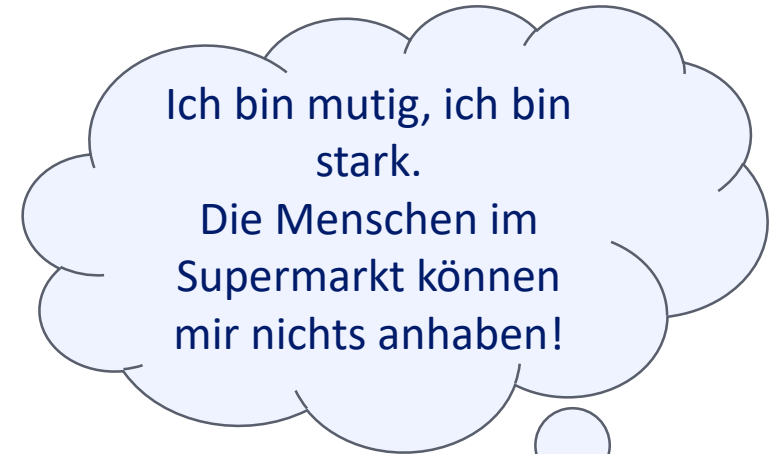 Ich bin mutig, ich bin
stark.
Die Menschen im
Supermarkt können
mir nichts anhaben!